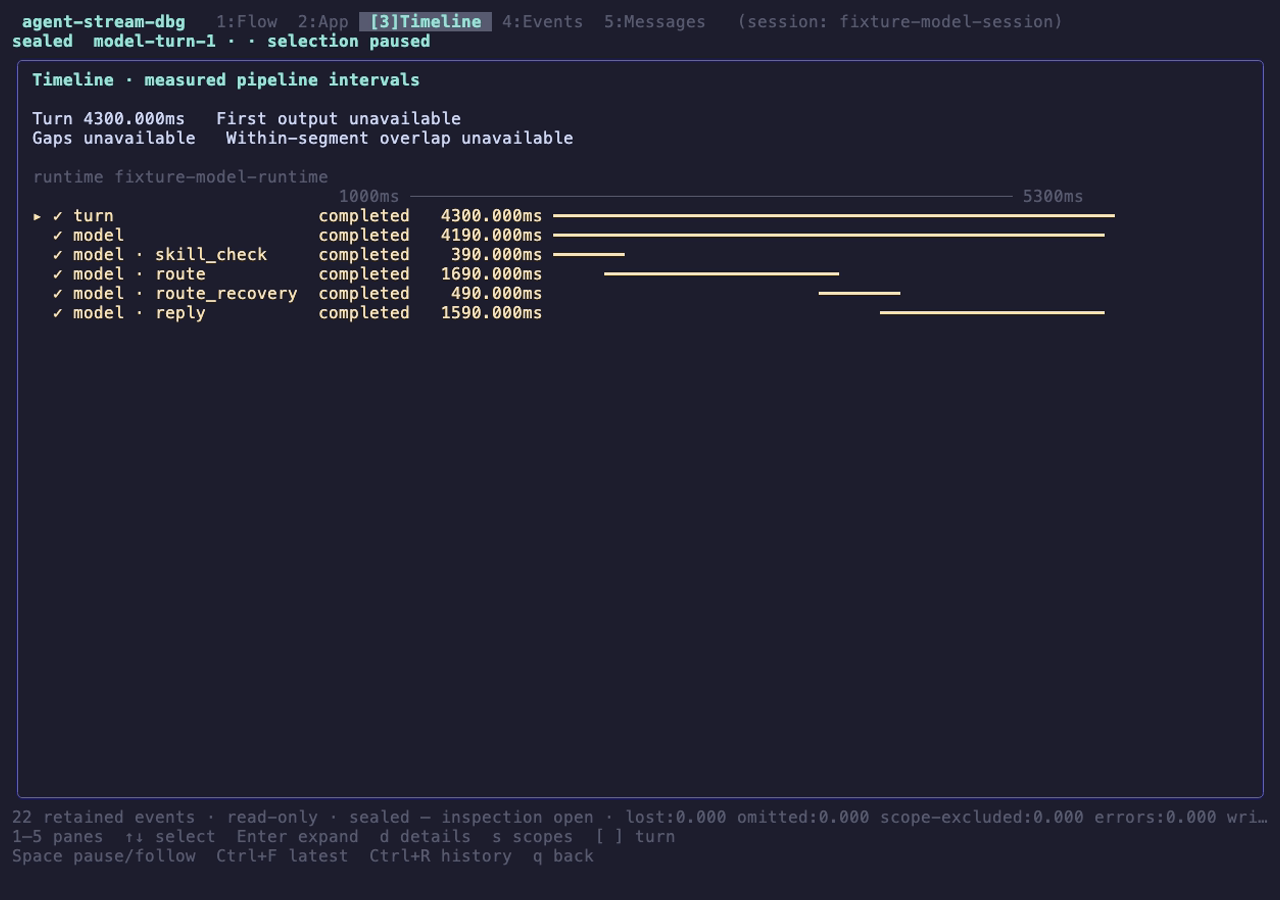 agent-stream-dbg   1:Flow  2:App  [3]Timeline  4:Events  5:Messages   (session: fixture-model-session)
sealed  model-turn-1 · · selection paused
Timeline · measured pipeline intervals
Turn 4300.000ms   First output unavailable
Gaps unavailable   Within-segment overlap unavailable
runtime fixture-model-runtime
1000ms 5300ms
▸ ✓ turn completed 4300.000ms
✓ model completed 4190.000ms
✓ model · skill_check completed 390.000ms
✓ model · route completed 1690.000ms
✓ model · route_recovery completed 490.000ms
✓ model · reply completed 1590.000ms
22 retained events · read-only · sealed — inspection open · lost:0.000 omitted:0.000 scope-excluded:0.000 errors:0.000 wri…
1–5 panes  ↑↓ select  Enter expand  d details  s scopes  [ ] turn
Space pause/follow  Ctrl+F latest  Ctrl+R history  q back